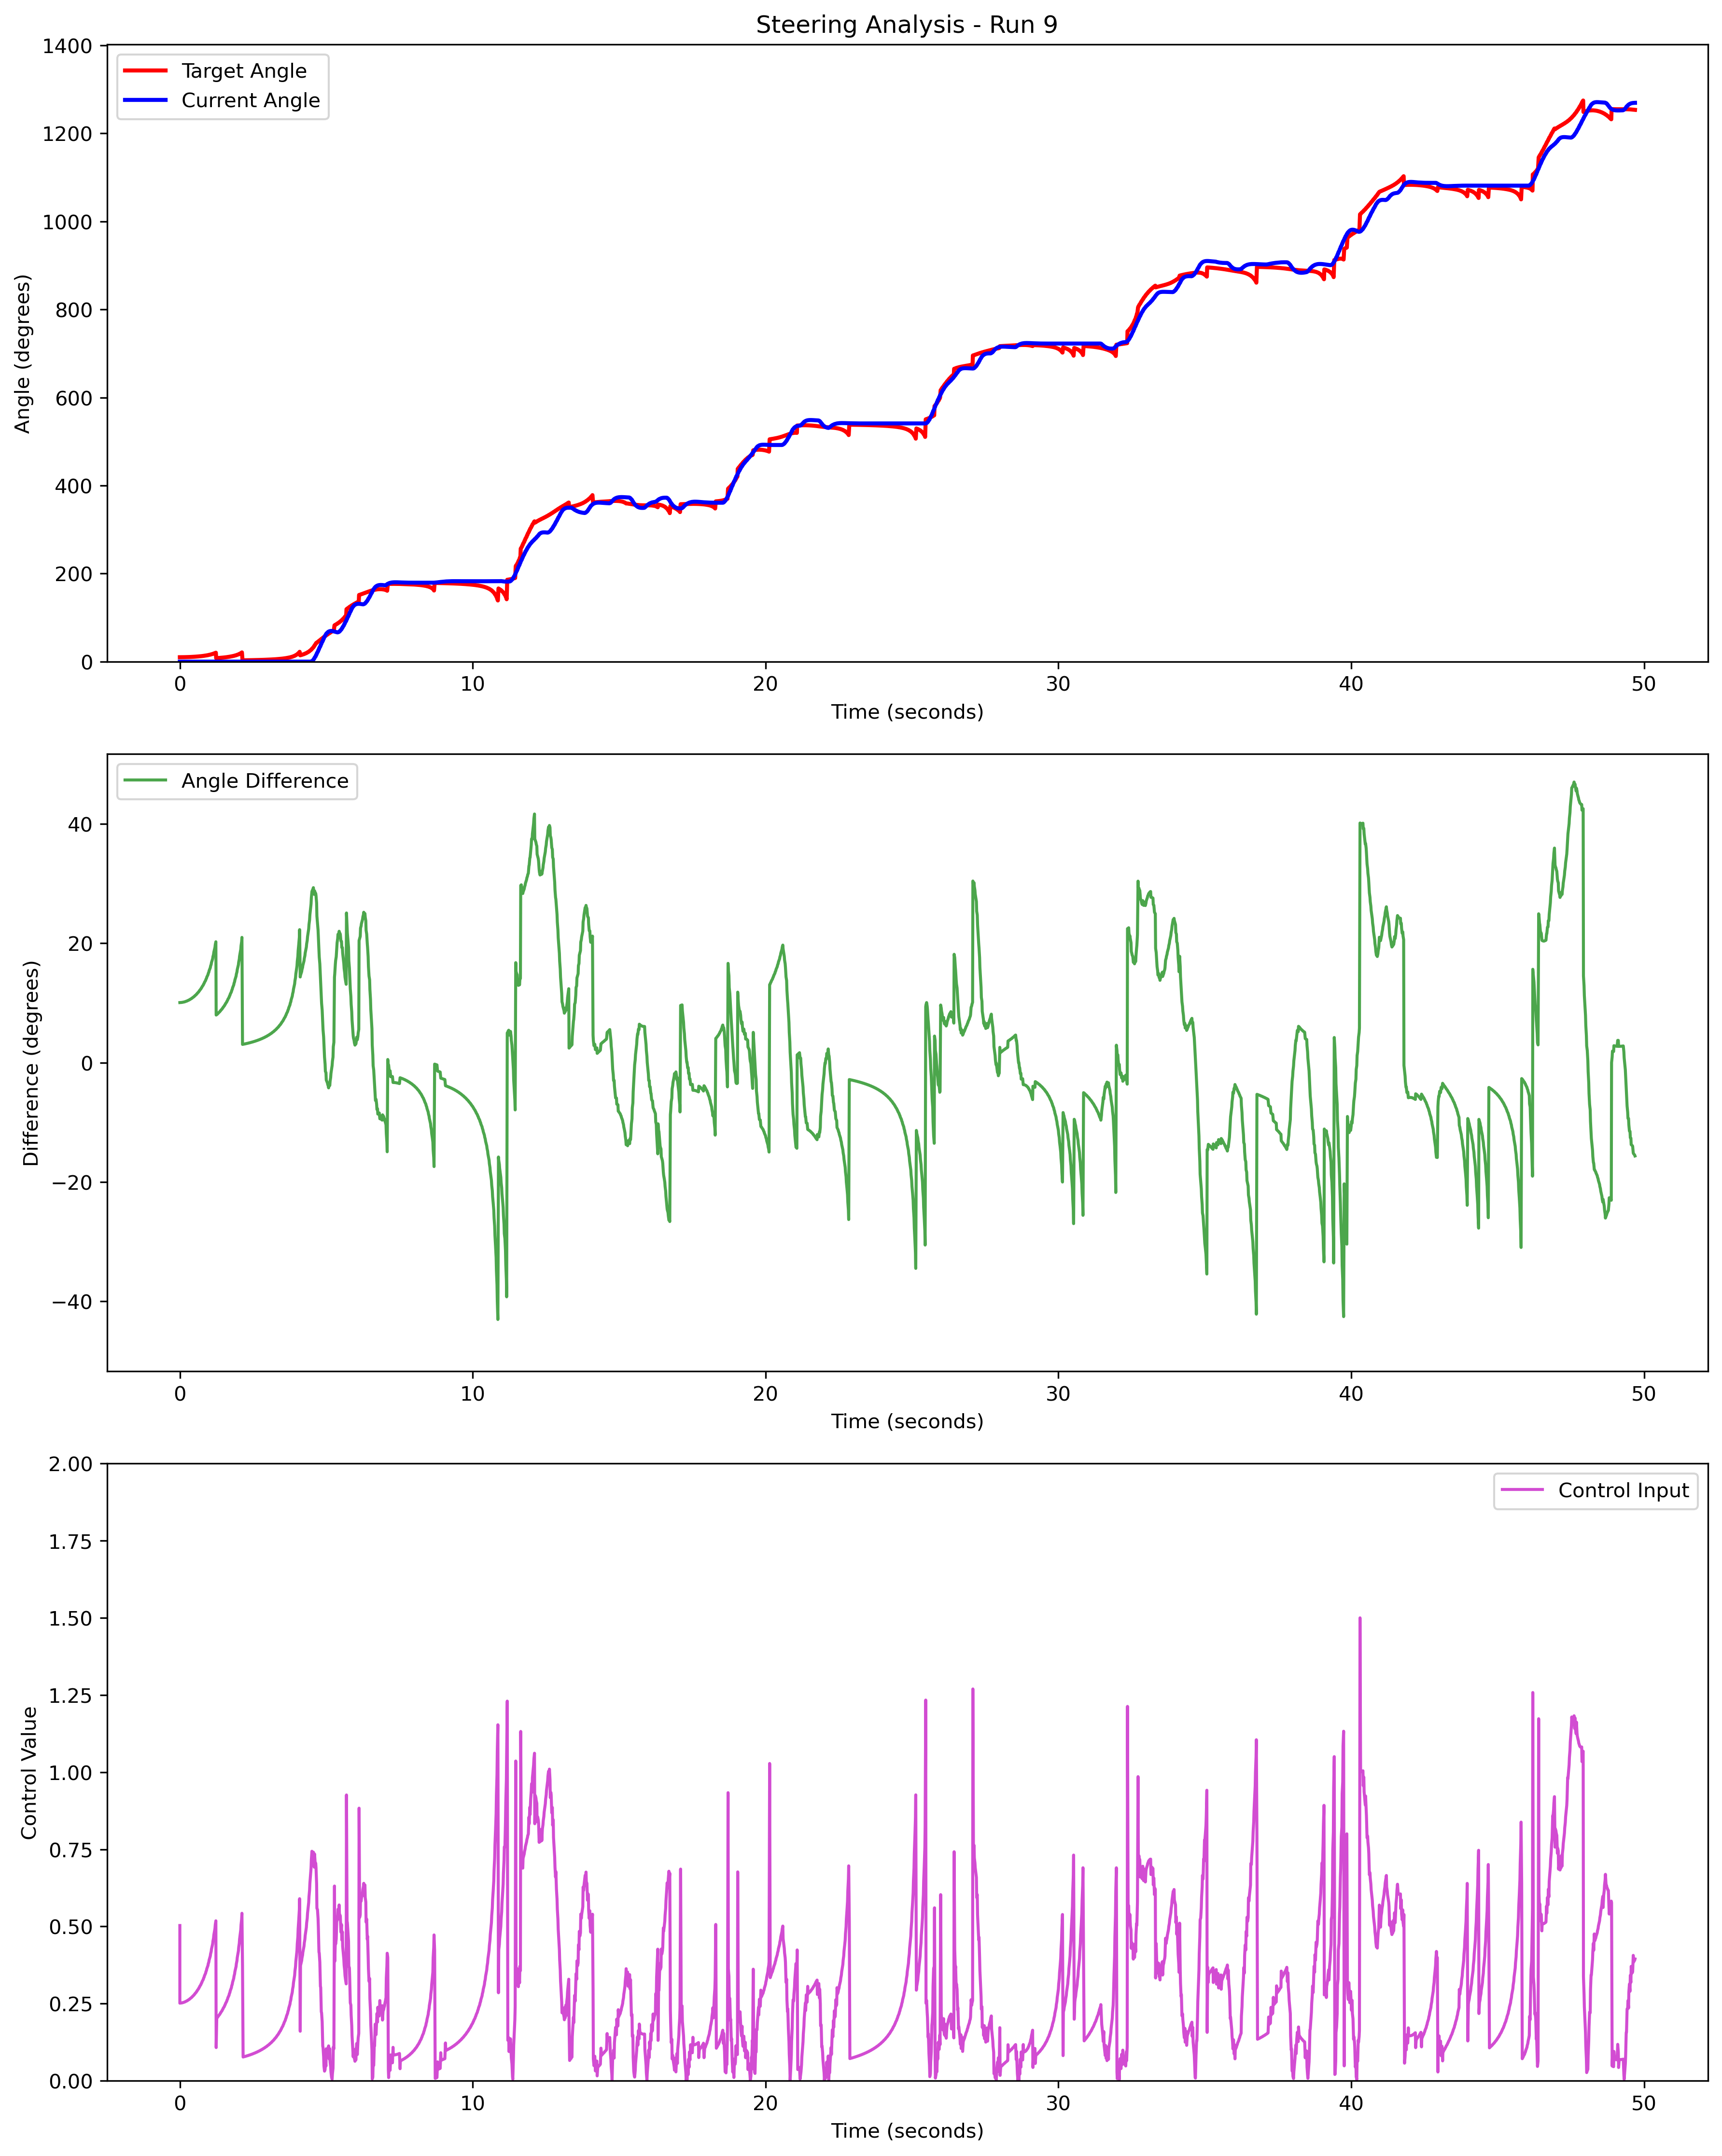 Steering Analysis - Run 9
Angle (degrees)
1400
1200
1000
800
600
400
200
0
Target Angle
Current Angle
0 10 20 30 40 50
Time (seconds)
Difference (degrees)
40
20
0
−20
−40
Angle Difference
0 10 20 30 40 50
Time (seconds)
Control Value
2.00
1.75
1.50
1.25
1.00
0.75
0.50
0.25
0.00
Control Input
0 10 20 30 40 50
Time (seconds)